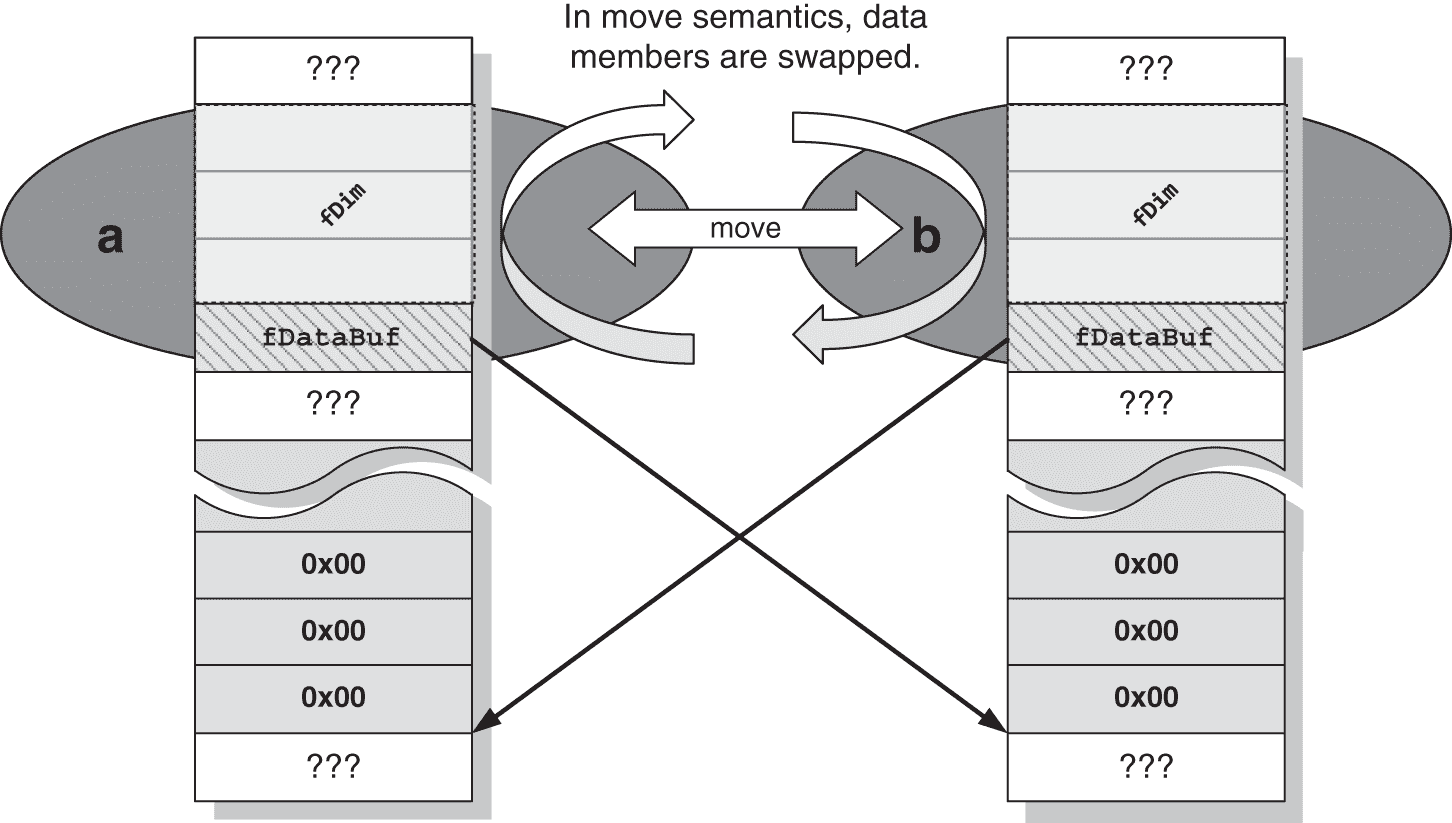 In move semantics, data
members are swapped.
???
???
a
fDim
move
b
fDim
fDataBuf
fDataBuf
???
???
0x00
0x00
0x00
0x00
0x00
0x00
???
???